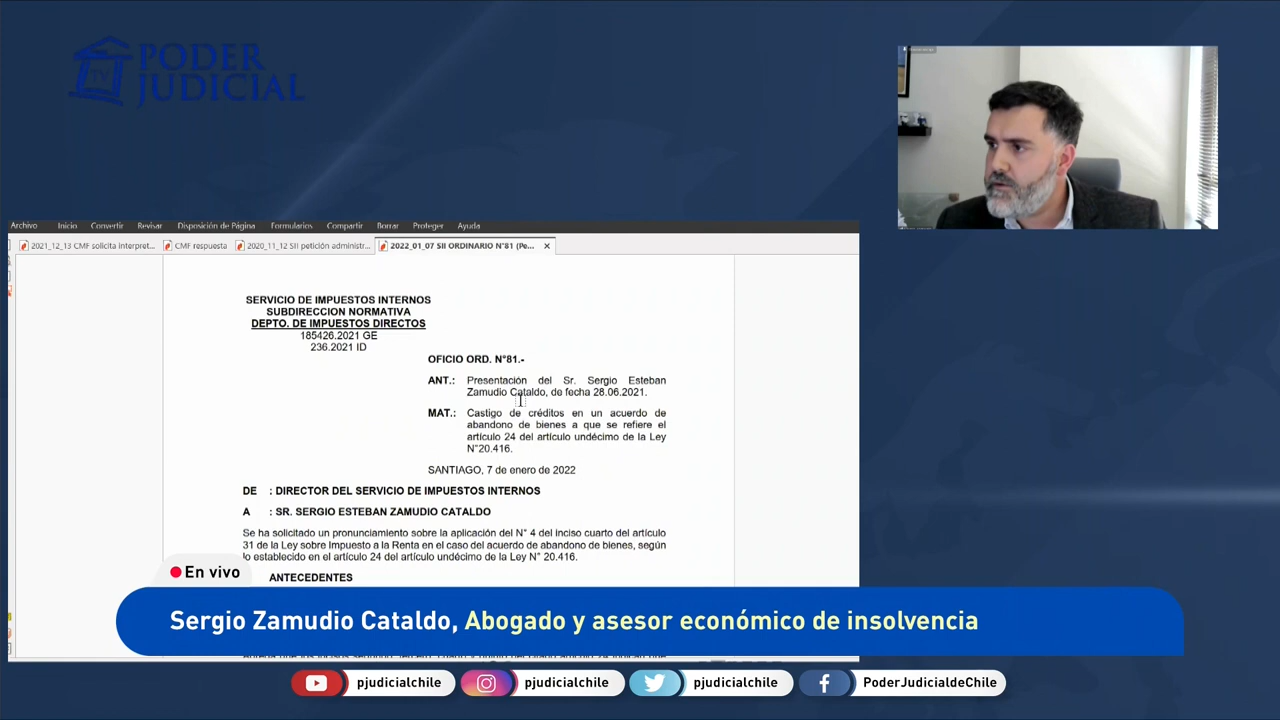 PODER
JUDICIAL
TV
Archivo Inicio Convertir Revisar Disposición de Página Formularios Compartir Borrar Proteger Ayuda
2021_12_13 CMF solicita interpret... CMF respuesta 2020_11_12 SII petición administr... 2022_01_07 SII ORDINARIO N°81 (Pe...
SERVICIO DE IMPUESTOS INTERNOS
SUBDIRECCION NORMATIVA
DEPTO. DE IMPUESTOS DIRECTOS
185426.2021 GE
236.2021 ID
OFICIO ORD. N°81.-
ANT.: Presentación del Sr. Sergio Esteban
Zamudio Cataldo, de fecha 28.06.2021.
MAT.: Castigo de créditos en un acuerdo de
abandono de bienes a que se refiere el
artículo 24 del artículo undécimo de la Ley
N°20.416.
SANTIAGO, 7 de enero de 2022
DE : DIRECTOR DEL SERVICIO DE IMPUESTOS INTERNOS
A : SR. SERGIO ESTEBAN ZAMUDIO CATALDO
Se ha solicitado un pronunciamiento sobre la aplicación del N° 4 del inciso cuarto del artículo
31 de la Ley sobre Impuesto a la Renta en el caso del acuerdo de abandono de bienes, según
lo establecido en el artículo 24 del artículo undécimo de la Ley N° 20.416.
ANTECEDENTES
En vivo
Sergio Zamudio Cataldo, Abogado y asesor económico de insolvencia
pjudicialchile pjudicialchile pjudicialchile PoderJudicialdeChile